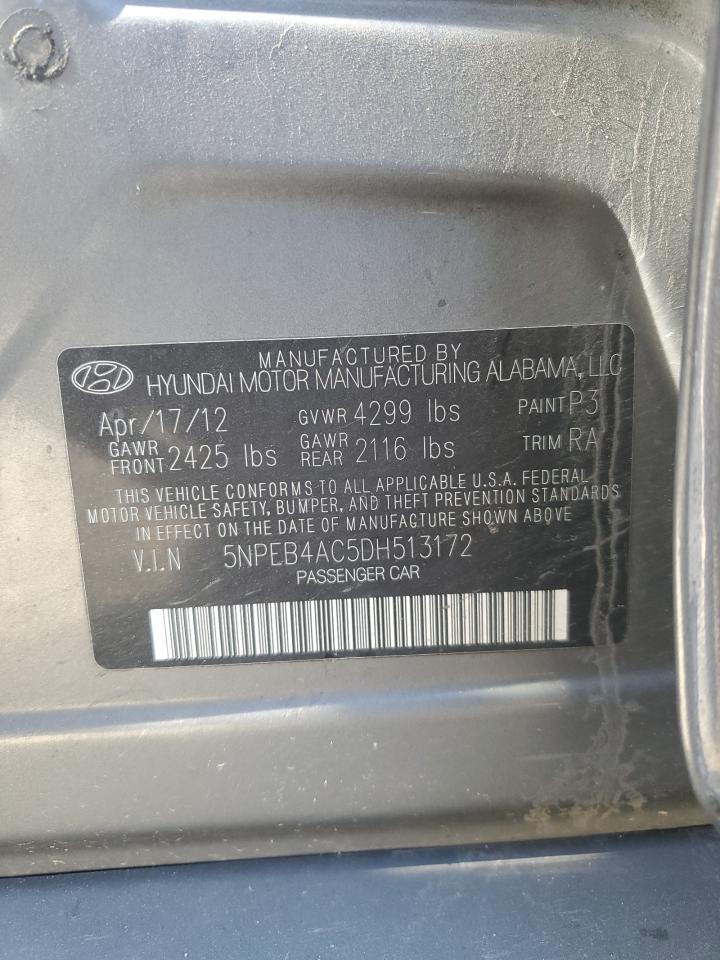 MANUFACTURED BY
HYUNDAI MOTOR MANUFACTURING ALABAMA, LLC
Apr/17/12 GVWR 4299 lbs PAINT P3
GAWR FRONT 2425 lbs GAWR REAR 2116 lbs TRIM RA
THIS VEHICLE CONFORMS TO ALL APPLICABLE U.S.A. FEDERAL
MOTOR VEHICLE SAFETY, BUMPER, AND THEFT PREVENTION STANDARDS
IN EFFECT ON THE DATE OF MANUFACTURE SHOWN ABOVE
V.I.N 5NPEB4AC5DH513172
PASSENGER CAR